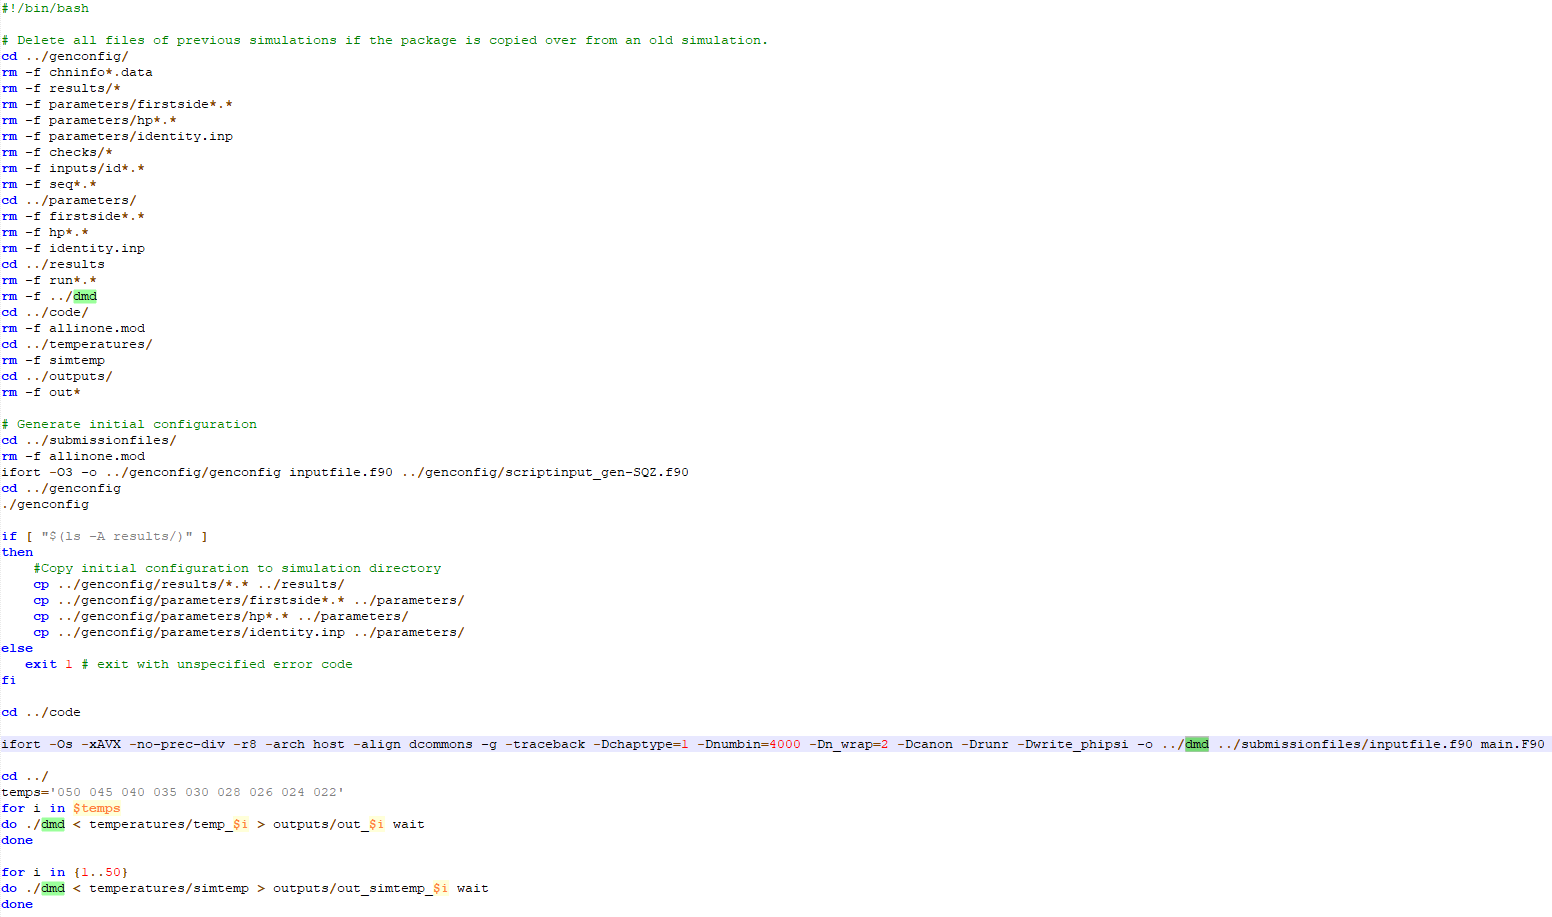 #!/bin/bash
# Delete all files of previous simulations if the package is copied over from an old simulation.
cd ../genconfig/
rm -f chninfo*.data
rm -f results/*
rm -f parameters/firstside*.*
rm -f parameters/hp*.*
rm -f parameters/identity.inp
rm -f checks/*
rm -f inputs/id*.*
rm -f seq*.*
cd ../parameters/
rm -f firstside*.*
rm -f hp*.*
rm -f identity.inp
cd ../results
rm -f run*.*
rm -f ../dmd
cd ../code/
rm -f allinone.mod
cd ../temperatures/
rm -f simtemp
cd ../outputs/
rm -f out*
# Generate initial configuration
cd ../submissionfiles/
rm -f allinone.mod
ifort -O3 -o ../genconfig/genconfig inputfile.f90 ../genconfig/scriptinput_gen-SQZ.f90
cd ../genconfig
./genconfig
if [ "$(ls -A results/)" ]
then
    #Copy initial configuration to simulation directory
    cp ../genconfig/results/*.* ../results/
    cp ../genconfig/parameters/firstside*.* ../parameters/
    cp ../genconfig/parameters/hp*.* ../parameters/
    cp ../genconfig/parameters/identity.inp ../parameters/
else
   exit 1 # exit with unspecified error code
fi
cd ../code
ifort -Os -xAVX -no-prec-div -r8 -arch host -align dcommons -g -traceback -Dchaptype=1 -Dnumbin=4000 -Dn_wrap=2 -Dcanon -Drunr -Dwrite_phipsi -o ../dmd ../submissionfiles/inputfile.f90 main.F90
cd ../
temps='050 045 040 035 030 028 026 024 022'
for i in $temps
do ./dmd < temperatures/temp_$i > outputs/out_$i wait
done
for i in {1..50}
do ./dmd < temperatures/simtemp > outputs/out_simtemp_$i wait
done